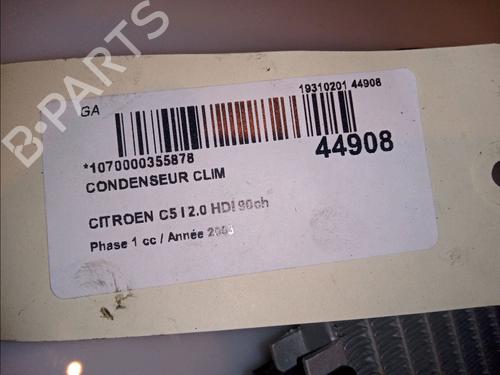 GA
19310201 44908
*1070000355878
44908
CONDENSEUR CLIM
CITROEN C5 I 2.0 HDI 90ch
Phase 1 cc / Année
B-PARTS